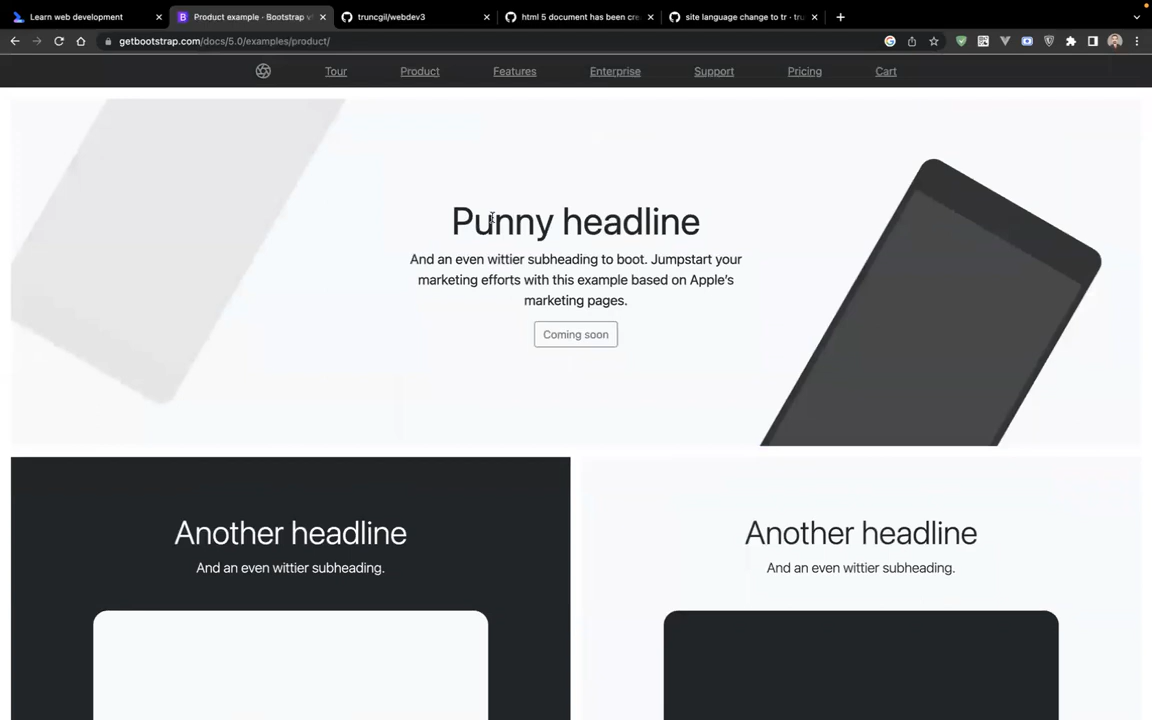 Learn web development
Product example · Bootstrap v
truncgil/webdev3
html 5 document has been cre
site language change to tr · tru
getbootstrap.com/docs/5.0/examples/product/
Tour
Product
Features
Enterprise
Support
Pricing
Cart
Punny headline
And an even wittier subheading to boot. Jumpstart your
marketing efforts with this example based on Apple's
marketing pages.
Coming soon
Another headline
And an even wittier subheading.
Another headline
And an even wittier subheading.